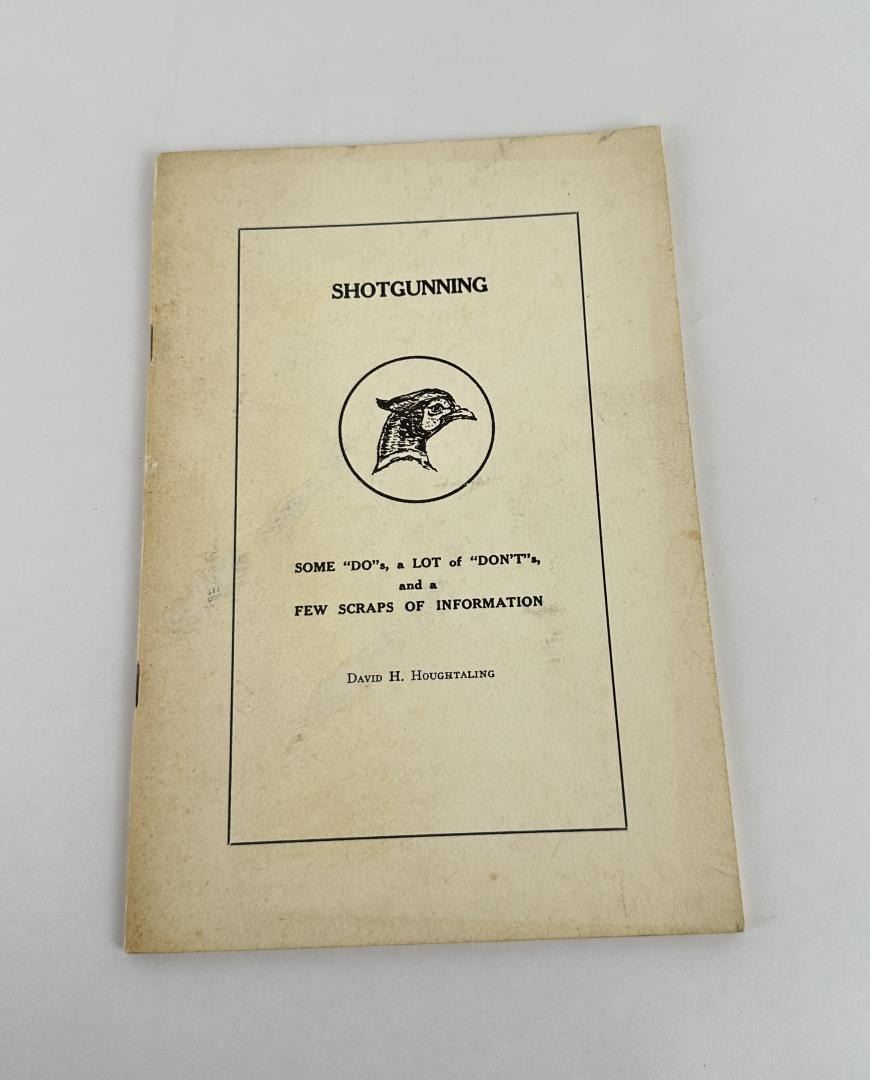 SHOTGUNNING
SOME "DO"s, a LOT of "DON'T"s,
and a
FEW SCRAPS OF INFORMATION
DAVID H. HOUGHTALING